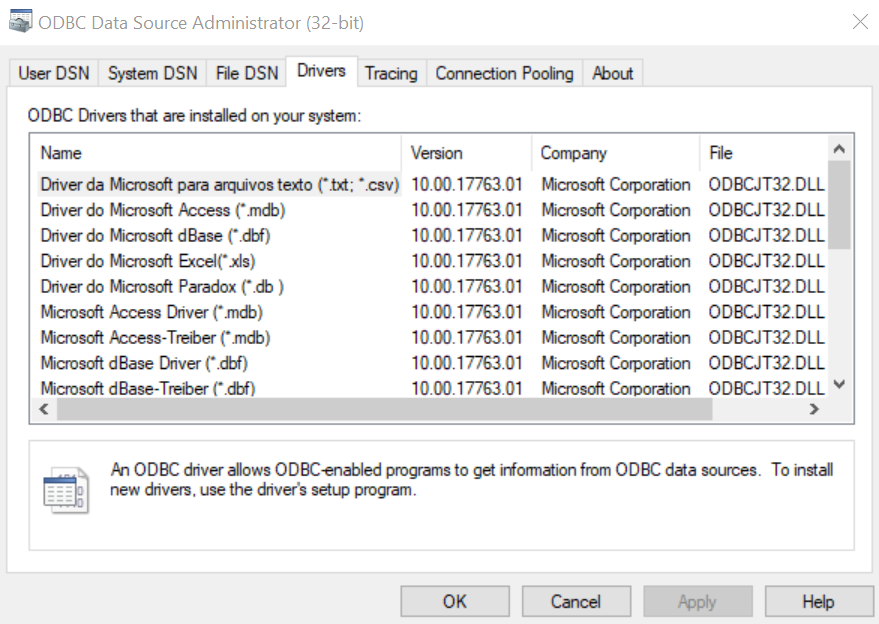 ODBC Data Source Administrator (32-bit)
User DSN System DSN File DSN Drivers Tracing Connection Pooling About
ODBC Drivers that are installed on your system:
Name Version Company File
Driver da Microsoft para arquivos texto (*.txt; *.csv) 10.00.17763.01 Microsoft Corporation ODBCJT32.DLL
Driver do Microsoft Access (*.mdb) 10.00.17763.01 Microsoft Corporation ODBCJT32.DLL
Driver do Microsoft dBase (*.dbf) 10.00.17763.01 Microsoft Corporation ODBCJT32.DLL
Driver do Microsoft Excel(*.xls) 10.00.17763.01 Microsoft Corporation ODBCJT32.DLL
Driver do Microsoft Paradox (*.db ) 10.00.17763.01 Microsoft Corporation ODBCJT32.DLL
Microsoft Access Driver (*.mdb) 10.00.17763.01 Microsoft Corporation ODBCJT32.DLL
Microsoft Access-Treiber (*.mdb) 10.00.17763.01 Microsoft Corporation ODBCJT32.DLL
Microsoft dBase Driver (*.dbf) 10.00.17763.01 Microsoft Corporation ODBCJT32.DLL
Microsoft dBase-Treiber (*.dbf) 10.00.17763.01 Microsoft Corporation ODBCJT32.DLL
An ODBC driver allows ODBC-enabled programs to get information from ODBC data sources. To install
new drivers, use the driver's setup program.
OK Cancel Apply Help